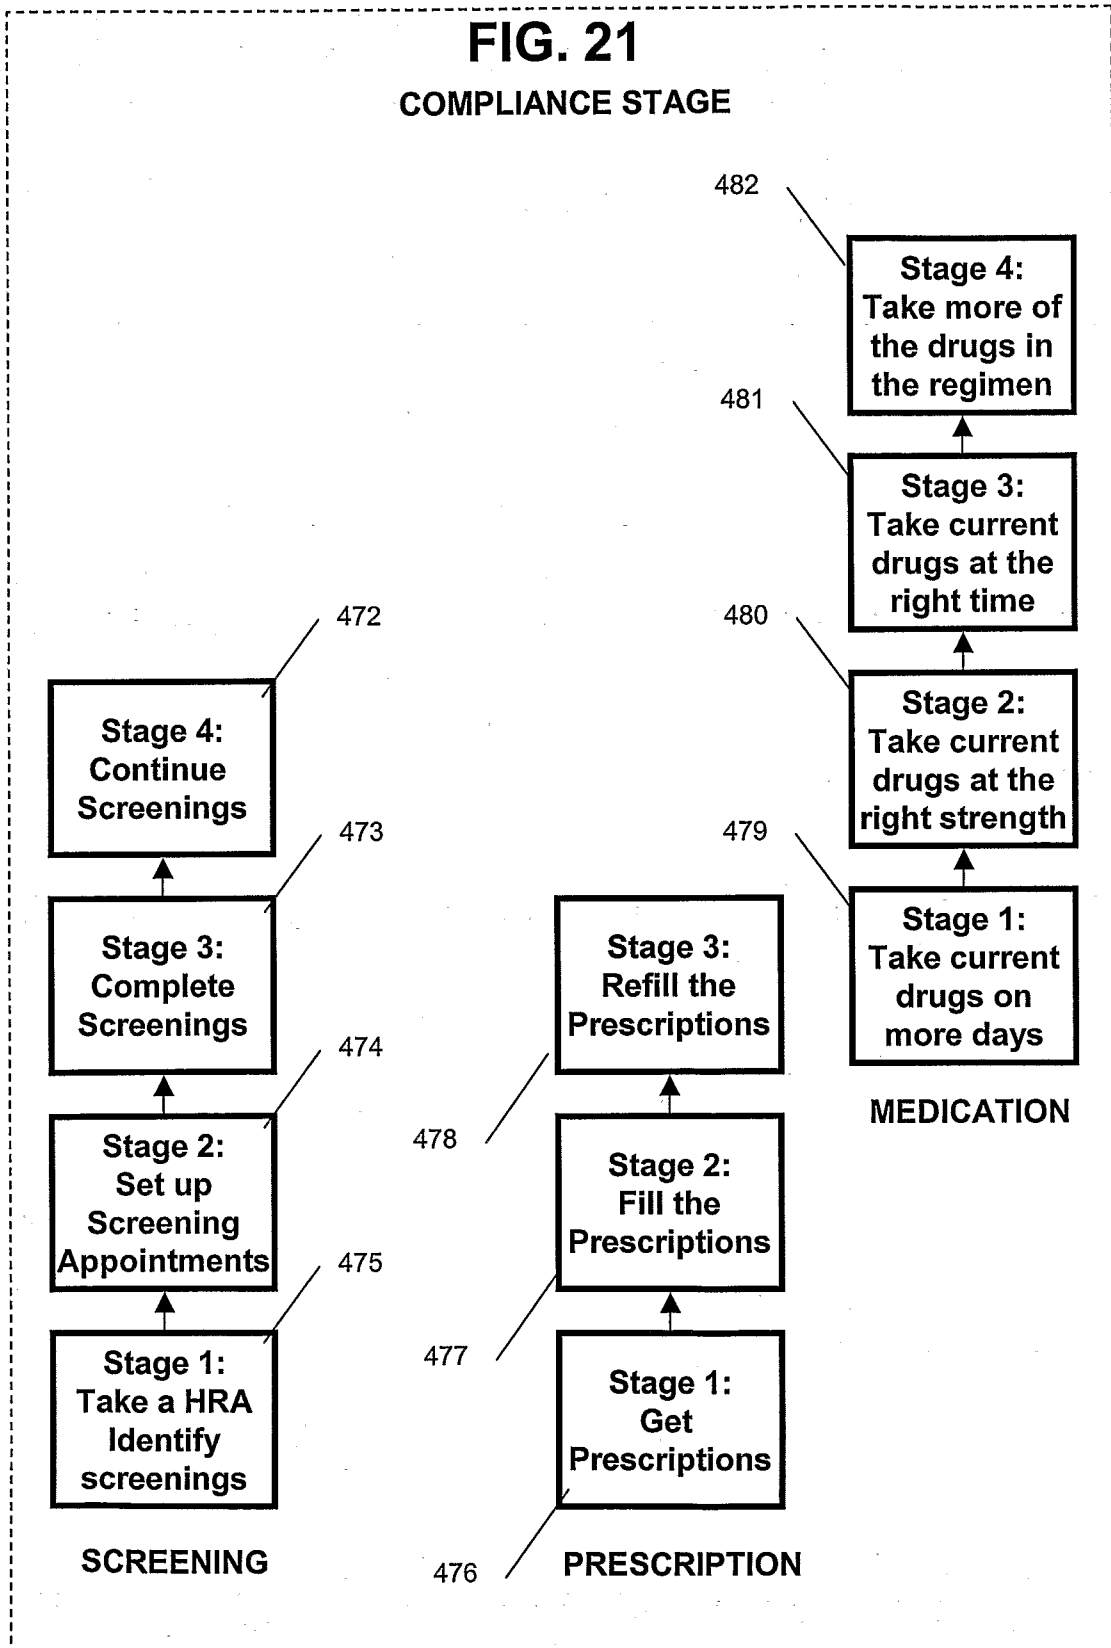 FIG. 21
COMPLIANCE STAGE
472
Stage 4:
Continue
Screenings
473
Stage 3:
Complete
Screenings
474
Stage 2:
Set up
Screening
Appointments
475
Stage 1:
Take a HRA
Identify
screenings
SCREENING
Stage 3:
Refill the
Prescriptions
478
Stage 2:
Fill the
Prescriptions
477
Stage 1:
Get
Prescriptions
476
PRESCRIPTION
482
Stage 4:
Take more of
the drugs in
the regimen
481
Stage 3:
Take current
drugs at the
right time
480
Stage 2:
Take current
drugs at the
right strength
479
Stage 1:
Take current
drugs on
more days
MEDICATION